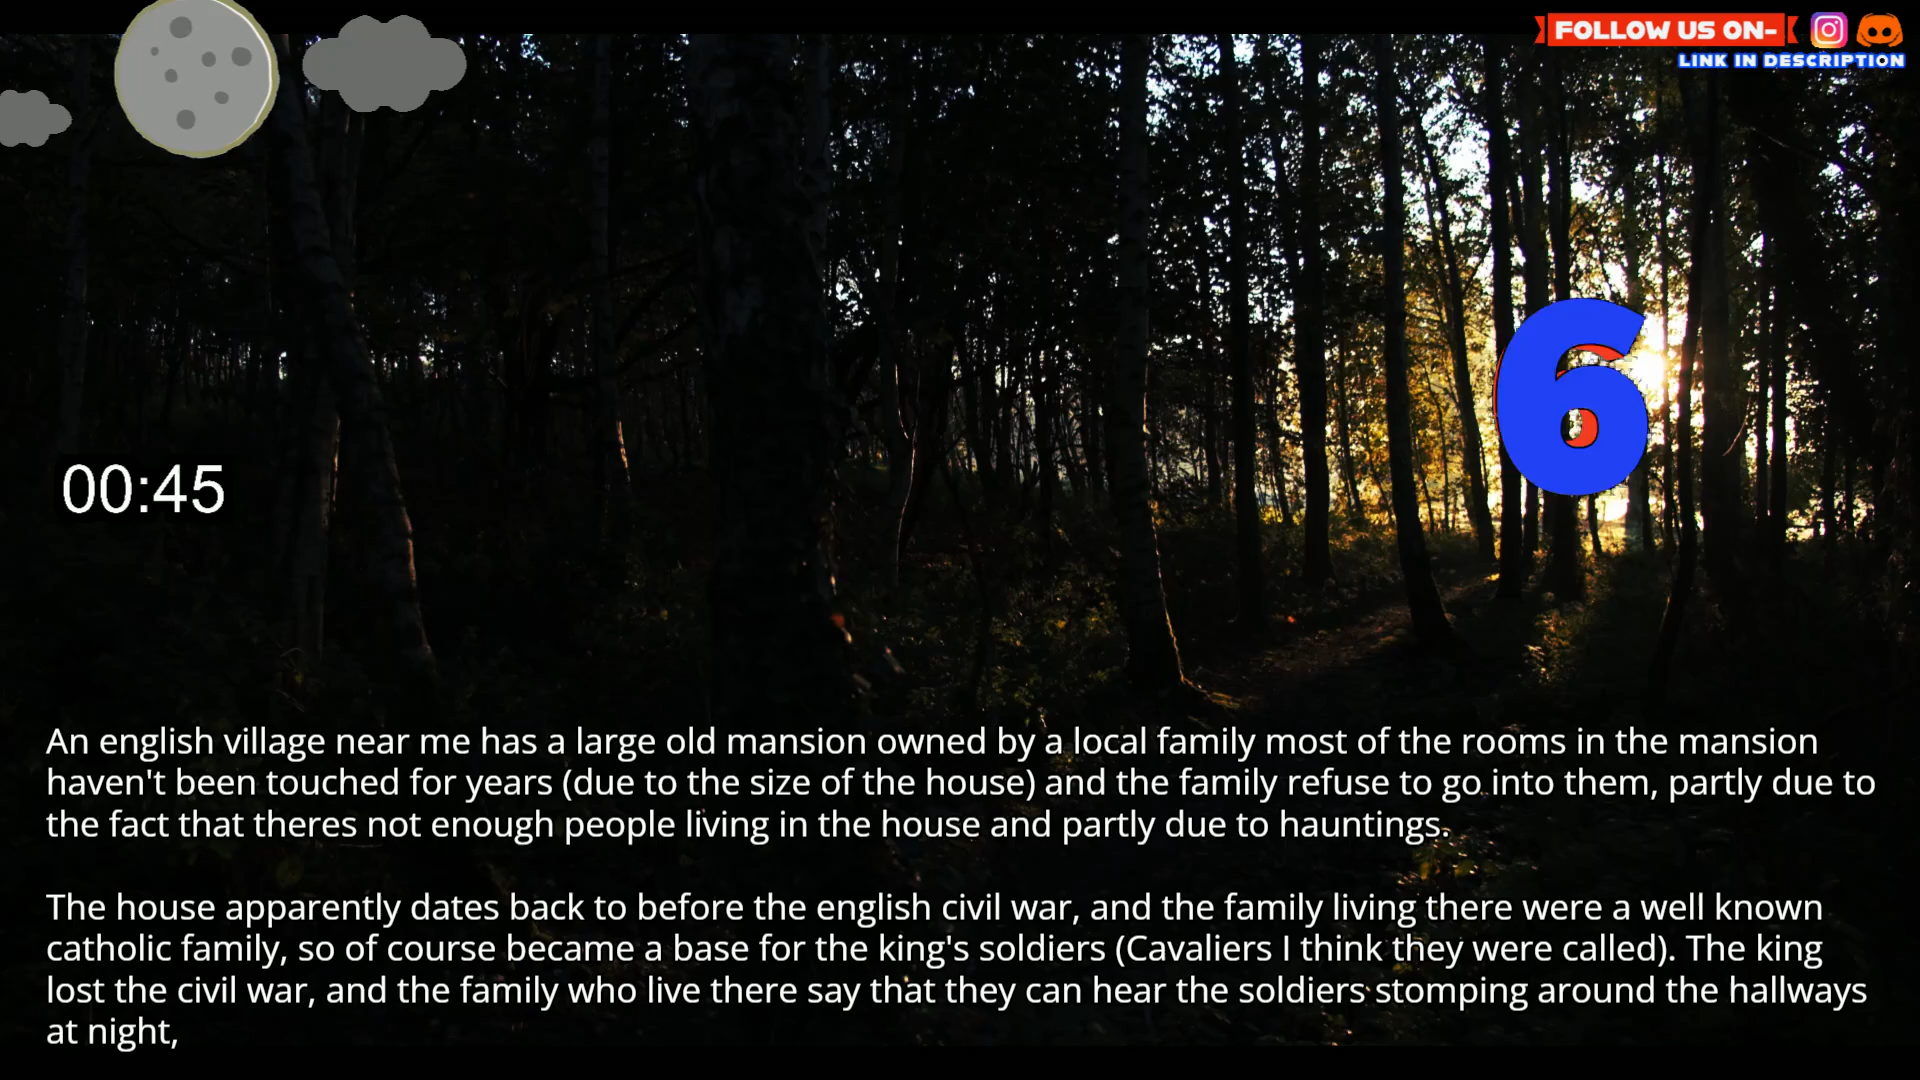 FOLLOW US ON-
LINK IN DESCRIPTION
6
00:45
An english village near me has a large old mansion owned by a local family most of the rooms in the mansion
haven't been touched for years (due to the size of the house) and the family refuse to go into them, partly due to
the fact that theres not enough people living in the house and partly due to hauntings.
The house apparently dates back to before the english civil war, and the family living there were a well known
catholic family, so of course became a base for the king's soldiers (Cavaliers I think they were called). The king
lost the civil war, and the family who live there say that they can hear the soldiers stomping around the hallways
at night,